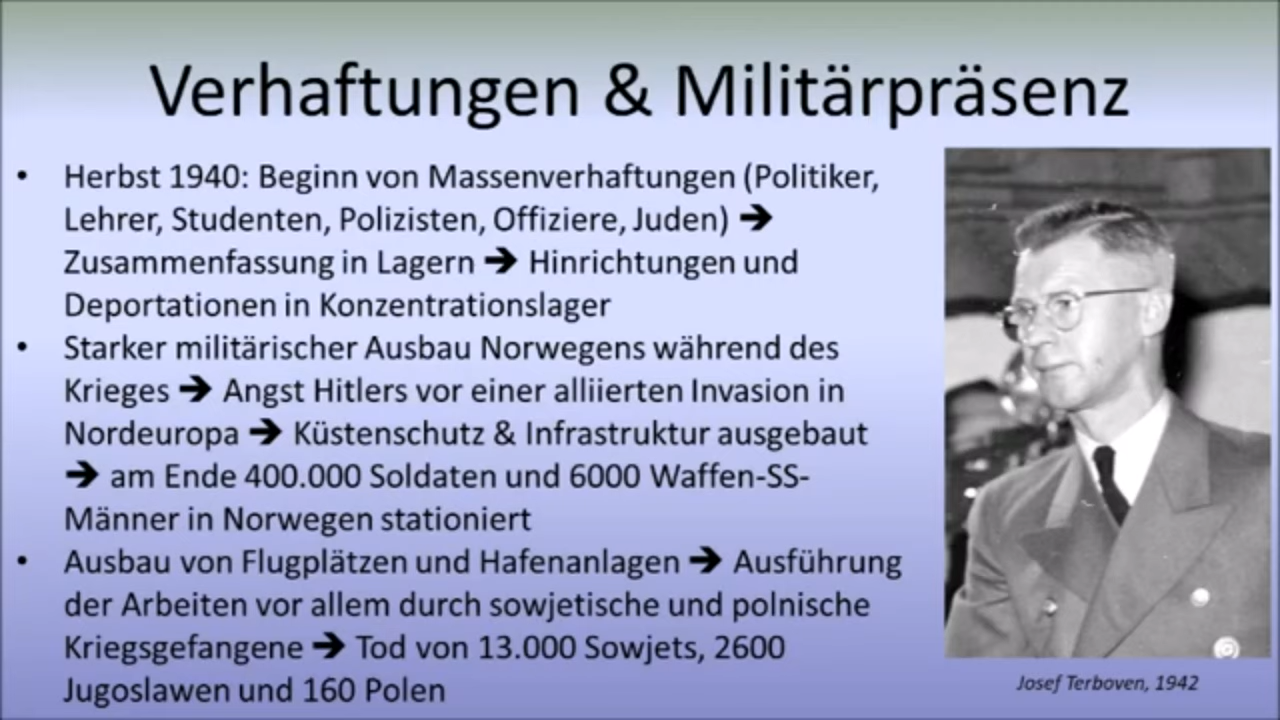 Verhaftungen & Militärpräsenz
• Herbst 1940: Beginn von Massenverhaftungen (Politiker,
Lehrer, Studenten, Polizisten, Offiziere, Juden) ➔
Zusammenfassung in Lagern ➔ Hinrichtungen und
Deportationen in Konzentrationslager
• Starker militärischer Ausbau Norwegens während des
Krieges ➔ Angst Hitlers vor einer alliierten Invasion in
Nordeuropa ➔ Küstenschutz & Infrastruktur ausgebaut
➔ am Ende 400.000 Soldaten und 6000 Waffen-SS-
Männer in Norwegen stationiert
• Ausbau von Flugplätzen und Hafenanlagen ➔ Ausführung
der Arbeiten vor allem durch sowjetische und polnische
Kriegsgefangene ➔ Tod von 13.000 Sowjets, 2600
Jugoslawen und 160 Polen
Josef Terboven, 1942